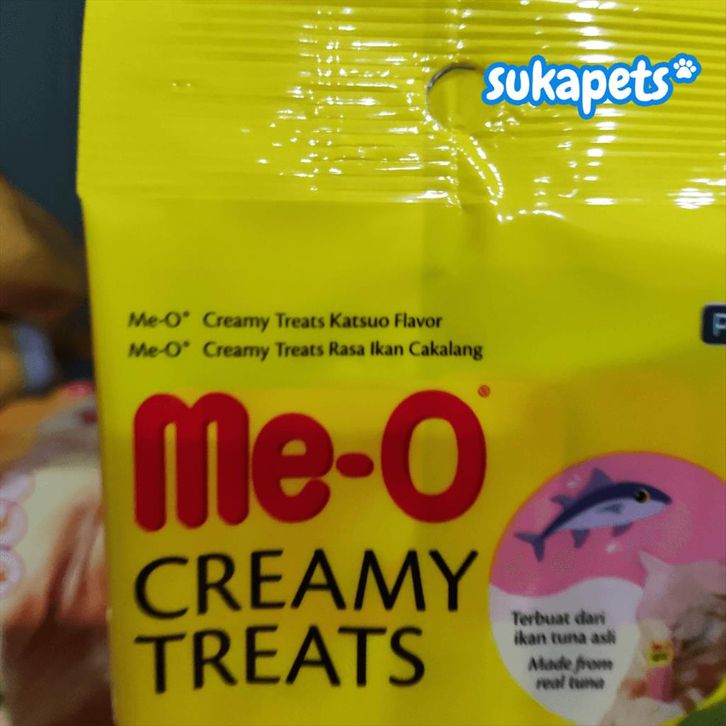 sukapets
Me-O® Creamy Treats Katsuo Flavor
Me-O® Creamy Treats Rasa Ikan Cakalang
Me-O®
CREAMY
TREATS
Terbuat dari
ikan tuna asli
Made from
real tuna